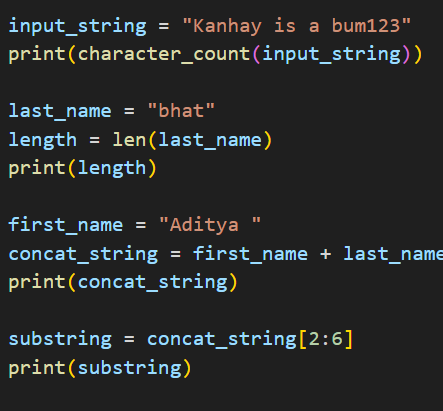 input_string = "Kanhay is a bum123"
print(character_count(input_string))
last_name = "bhat"
length = len(last_name)
print(length)
first_name = "Aditya "
concat_string = first_name + last_name
print(concat_string)
substring = concat_string[2:6]
print(substring)